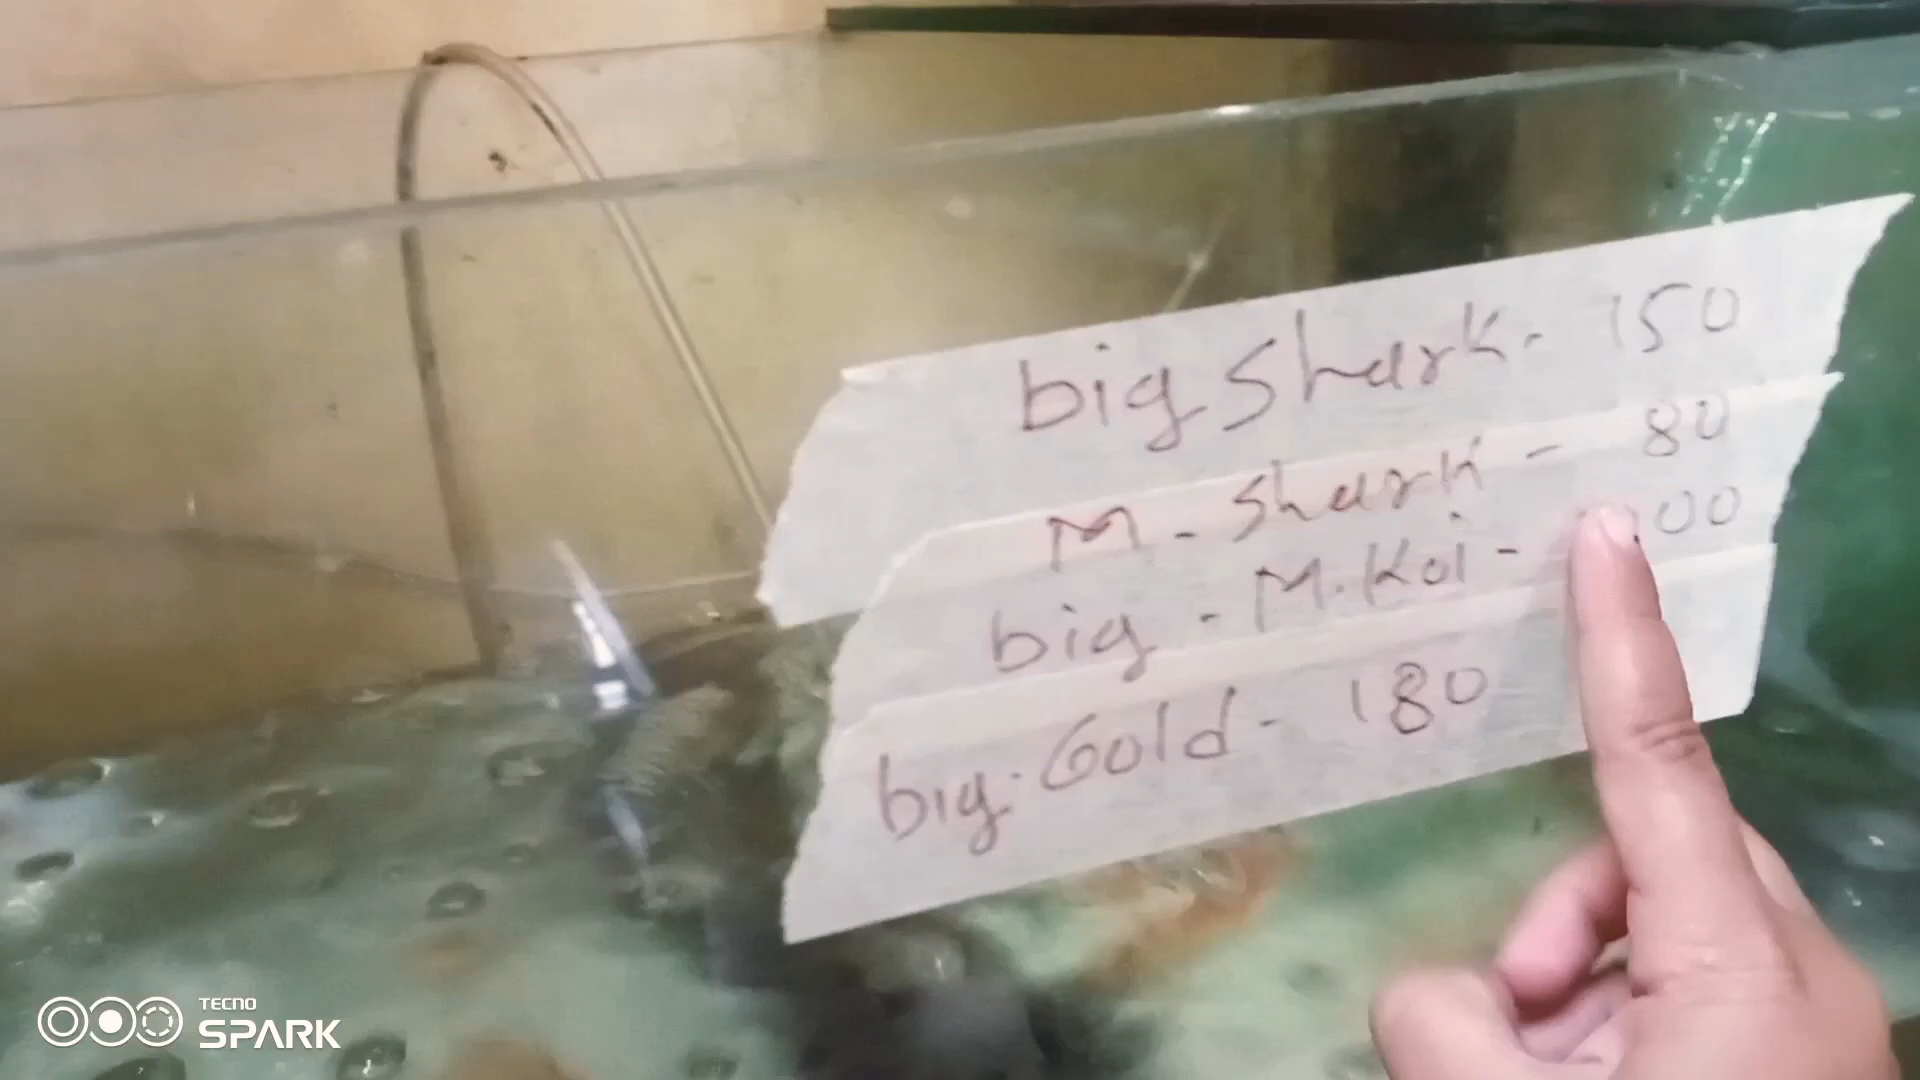 big shark - 150
M - shark - 80
big - M. Koi -
big. Gold - 180
TECNO
SPARK